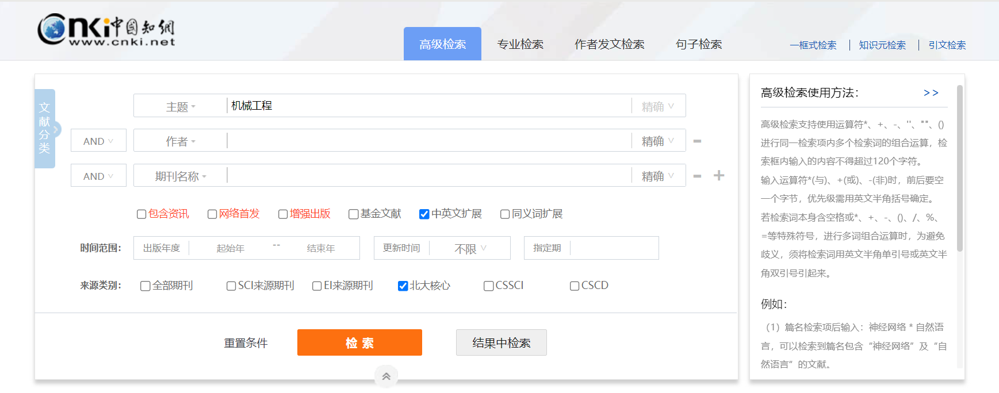 cnki中国知网
www.cnki.net
高级检索 专业检索 作者发文检索 句子检索 一框式检索 | 知识元检索 | 引文检索
文献分类
主题 机械工程 精确
AND 作者 精确
AND 期刊名称 精确
包含资讯 网络首发 增强出版 基金文献 中英文扩展 同义词扩展
时间范围： 出版年度 起始年 -- 结束年 更新时间 不限 指定期
来源类别： 全部期刊 SCI来源期刊 EI来源期刊 北大核心 CSSCI CSCD
重置条件 检 索 结果中检索
高级检索使用方法： >>
高级检索支持使用运算符*、+、-、''、""、()
进行同一检索项内多个检索词的组合运算，检
索框内输入的内容不得超过120个字符。
输入运算符*(与)、+(或)、-(非)时，前后要空
一个字节，优先级需用英文半角括号确定。
若检索词本身含空格或*、+、-、()、/、%、
=等特殊符号，进行多词组合运算时，为避免
歧义，须将检索词用英文半角单引号或英文半
角双引号引起来。
例如：
（1）篇名检索项后输入：神经网络 * 自然语
言，可以检索到篇名包含“神经网络”及“自
然语言”的文献。